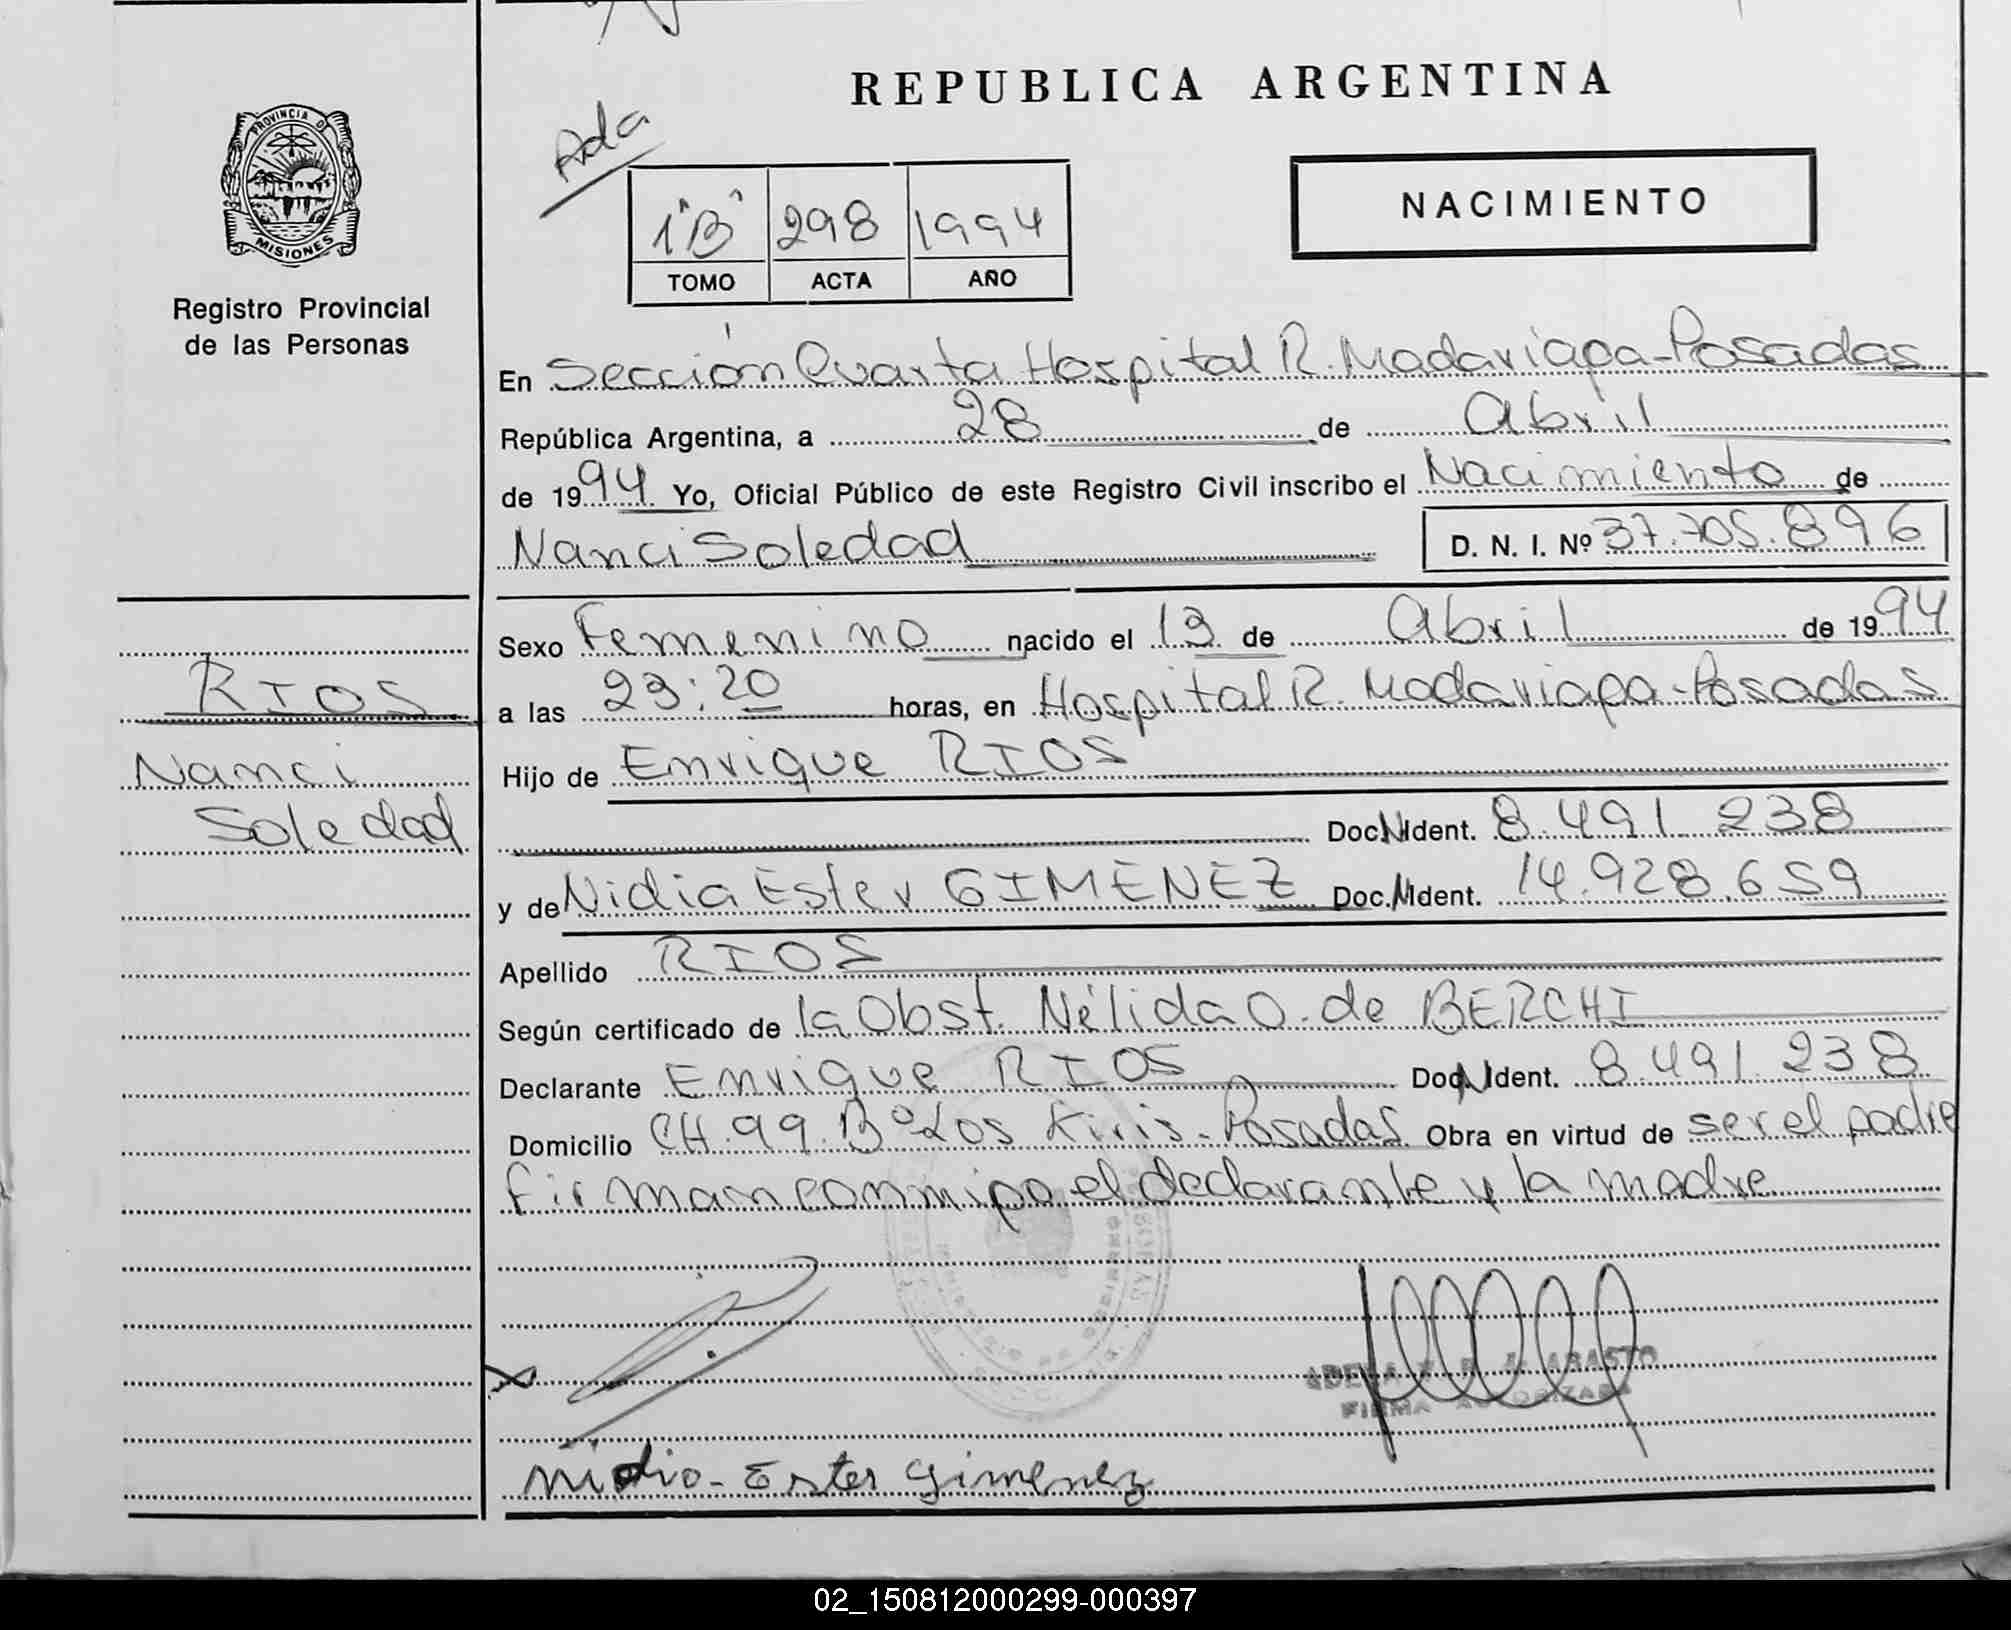 REPUBLICA ARGENTINA
Ada
PROVINCIA DE
MISIONES
Registro Provincial
de las Personas
1 "B" 298 1994
TOMO ACTA AÑO
NACIMIENTO
En Sección Cuarta Hospital R. Madariaga - Posadas
República Argentina, a 28 de Abril
de 1994 Yo, Oficial Público de este Registro Civil inscribo el Nacimiento de
Nanci Soledad D. N. I. Nº 37.705.896
Sexo Femenino nacido el 13 de Abril de 1994
RIOS
a las 23:20 horas, en Hospital R. Madariaga - Posadas
Nanci
Hijo de Enrique RIOS
Soledad
Doc. Ident. 8.491.238
y de Nidia Ester GIMENEZ Doc. Ident. 14.928.659
Apellido RIOS
Según certificado de la Obst. Nélida O. de BERCHI
Declarante Enrique RIOS Doc. Ident. 8.491.238
Domicilio CH. 99. Bº Los Kiris - Posadas Obra en virtud de ser el padre
Firman conmigo el declarante y la madre
FIRMA AUTORIZADA
Nidia - Ester Gimenez
02_150812000299-000397